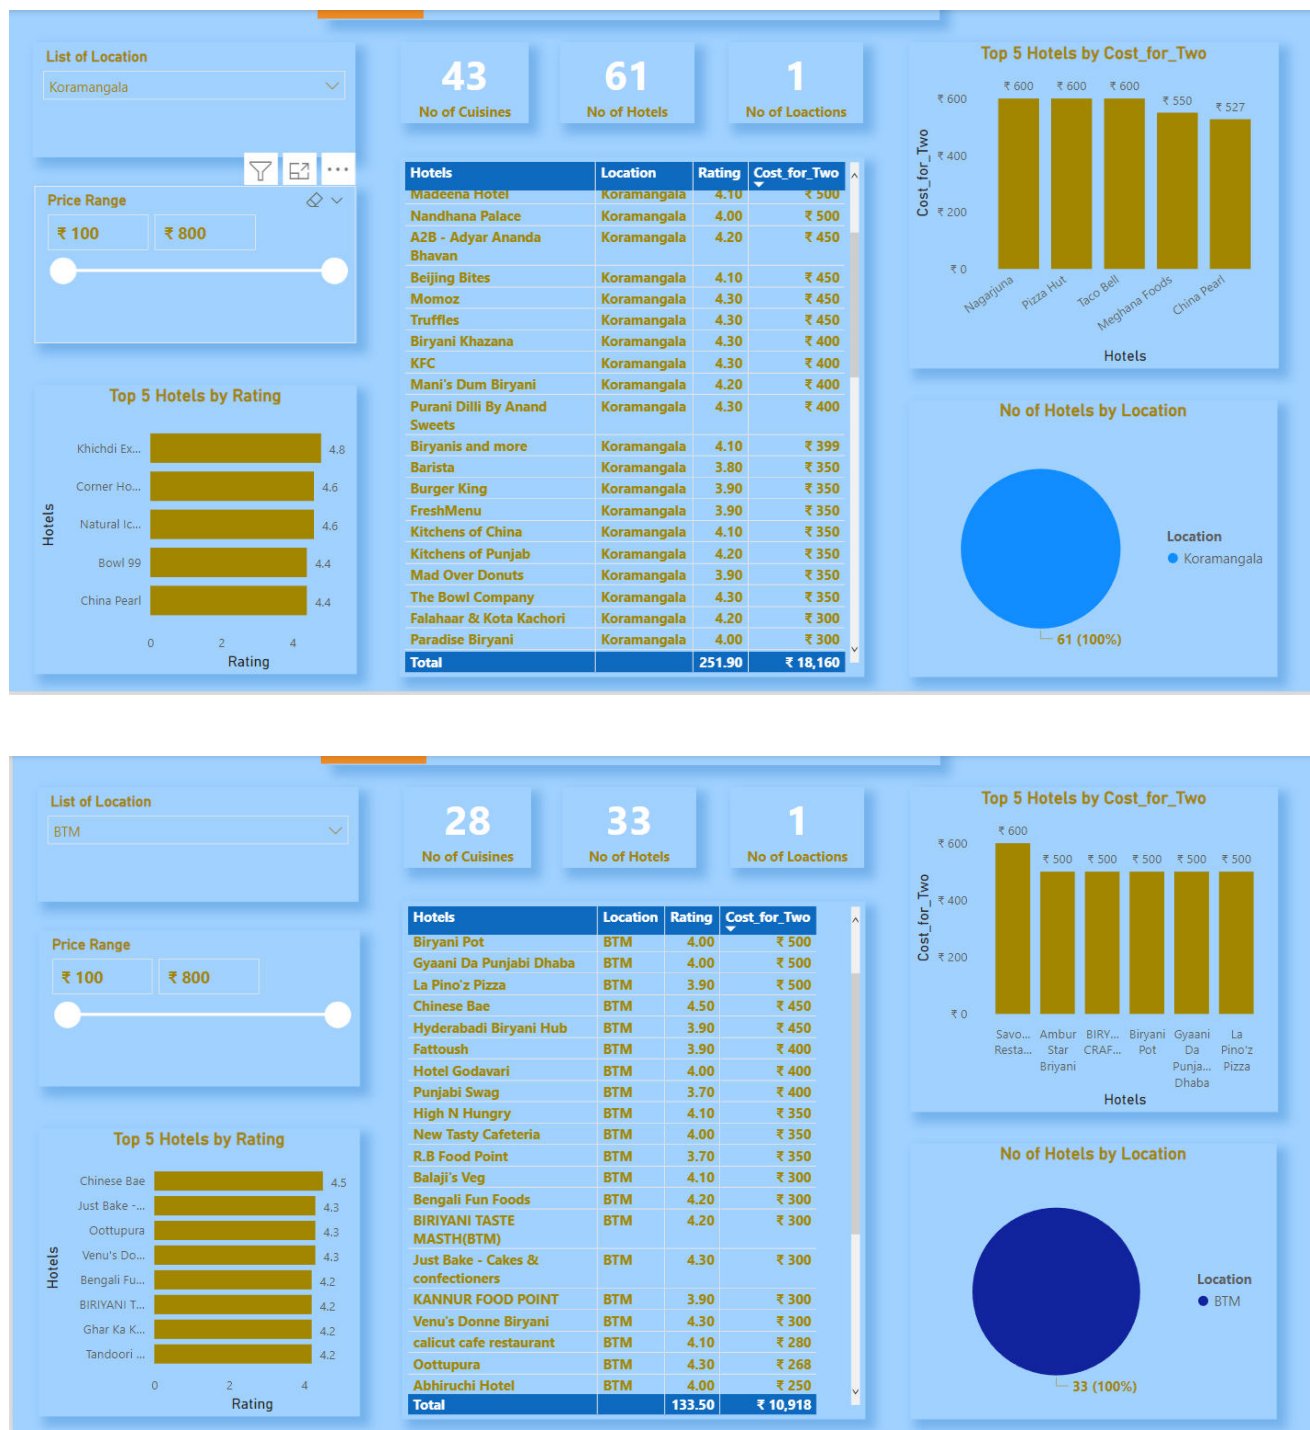 List of Location
Koramangala
43
No of Cuisines
61
No of Hotels
1
No of Loactions
Price Range
₹ 100 ₹ 800
Hotels Location Rating Cost_for_Two
Madeena Hotel Koramangala 4.10 ₹ 500
Nandhana Palace Koramangala 4.00 ₹ 500
A2B - Adyar Ananda Koramangala 4.20 ₹ 450
Bhavan
Beijing Bites Koramangala 4.10 ₹ 450
Momoz Koramangala 4.30 ₹ 450
Truffles Koramangala 4.30 ₹ 450
Biryani Khazana Koramangala 4.30 ₹ 400
KFC Koramangala 4.30 ₹ 400
Mani's Dum Biryani Koramangala 4.20 ₹ 400
Purani Dilli By Anand Koramangala 4.30 ₹ 400
Sweets
Biryanis and more Koramangala 4.10 ₹ 399
Barista Koramangala 3.80 ₹ 350
Burger King Koramangala 3.90 ₹ 350
FreshMenu Koramangala 3.90 ₹ 350
Kitchens of China Koramangala 4.10 ₹ 350
Kitchens of Punjab Koramangala 4.20 ₹ 350
Mad Over Donuts Koramangala 3.90 ₹ 350
The Bowl Company Koramangala 4.30 ₹ 350
Falahaar & Kota Kachori Koramangala 4.20 ₹ 300
Paradise Biryani Koramangala 4.00 ₹ 300
Total 251.90 ₹ 18,160
Top 5 Hotels by Rating
Hotels
Khichdi Ex... 4.8
Corner Ho... 4.6
Natural Ic... 4.6
Bowl 99 4.4
China Pearl 4.4
0 2 4
Rating
Top 5 Hotels by Cost_for_Two
Cost_for_Two
₹ 600 ₹ 600 ₹ 600 ₹ 550 ₹ 527
₹ 600
₹ 400
₹ 200
₹ 0
Nagarjuna Pizza Hut Taco Bell Meghana Foods China Pearl
Hotels
No of Hotels by Location
Location
Koramangala
61 (100%)
List of Location
BTM
28
No of Cuisines
33
No of Hotels
1
No of Loactions
Price Range
₹ 100 ₹ 800
Hotels Location Rating Cost_for_Two
Biryani Pot BTM 4.00 ₹ 500
Gyaani Da Punjabi Dhaba BTM 4.00 ₹ 500
La Pino'z Pizza BTM 3.90 ₹ 500
Chinese Bae BTM 4.50 ₹ 450
Hyderabadi Biryani Hub BTM 3.90 ₹ 450
Fattoush BTM 3.90 ₹ 400
Hotel Godavari BTM 4.00 ₹ 400
Punjabi Swag BTM 3.70 ₹ 400
High N Hungry BTM 4.10 ₹ 350
New Tasty Cafeteria BTM 4.00 ₹ 350
R.B Food Point BTM 3.70 ₹ 350
Balaji's Veg BTM 4.10 ₹ 300
Bengali Fun Foods BTM 4.20 ₹ 300
BIRIYANI TASTE BTM 4.20 ₹ 300
MASTH(BTM)
Just Bake - Cakes & BTM 4.30 ₹ 300
confectioners
KANNUR FOOD POINT BTM 3.90 ₹ 300
Venu's Donne Biryani BTM 4.30 ₹ 300
calicut cafe restaurant BTM 4.10 ₹ 280
Oottupura BTM 4.30 ₹ 268
Abhiruchi Hotel BTM 4.00 ₹ 250
Total 133.50 ₹ 10,918
Top 5 Hotels by Rating
Hotels
Chinese Bae 4.5
Just Bake -... 4.3
Oottupura 4.3
Venu's Do... 4.3
Bengali Fu... 4.2
BIRIYANI T... 4.2
Ghar Ka K... 4.2
Tandoori ... 4.2
0 2 4
Rating
Top 5 Hotels by Cost_for_Two
Cost_for_Two
₹ 600
₹ 600 ₹ 500 ₹ 500 ₹ 500 ₹ 500 ₹ 500
₹ 400
₹ 200
₹ 0
Savo... Ambur BIRY... Biryani Gyaani La
Resta... Star CRAF... Pot Da Pino'z
Briyani Punja... Pizza
Dhaba
Hotels
No of Hotels by Location
Location
BTM
33 (100%)